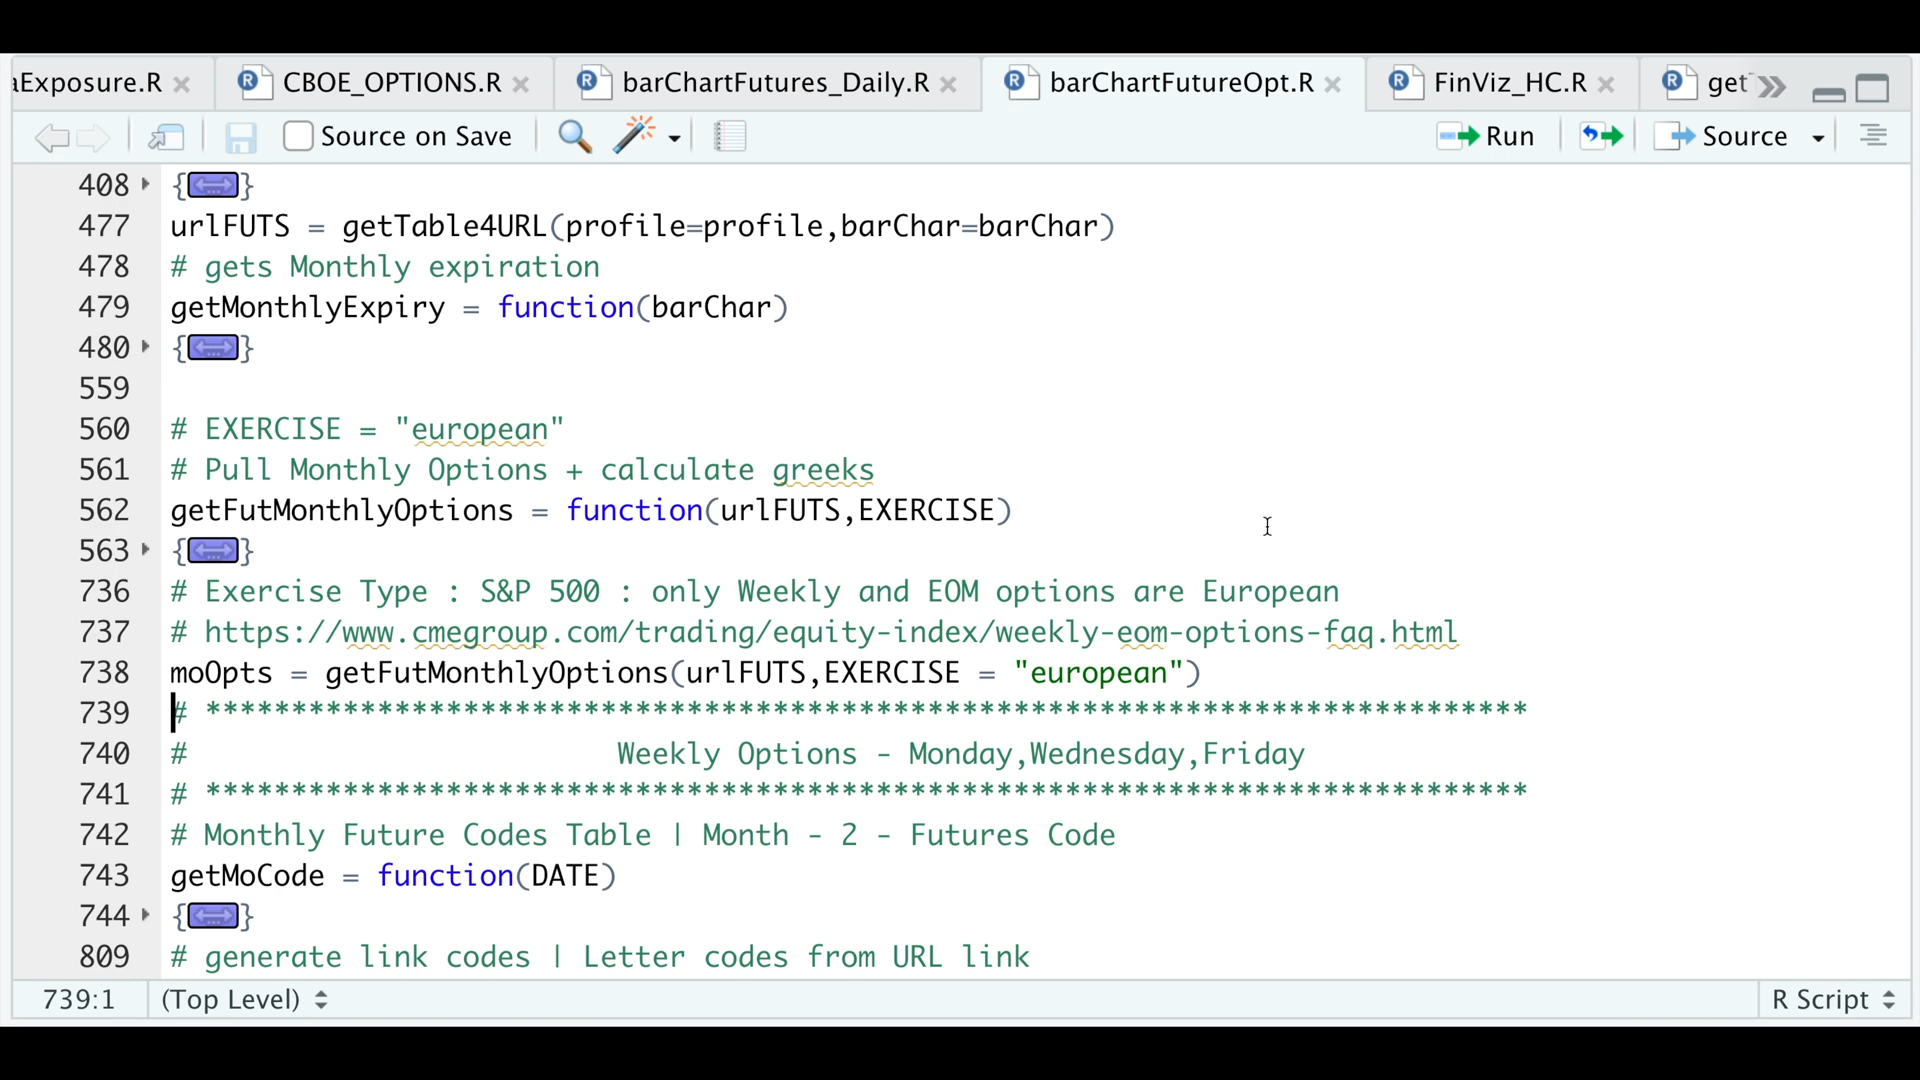 aExposure.R CBOE_OPTIONS.R barChartFutures_Daily.R barChartFutureOpt.R FinViz_HC.R get
Source on Save Run Source
408 {}
477 urlFUTS = getTable4URL(profile=profile,barChar=barChar)
478 # gets Monthly expiration
479 getMonthlyExpiry = function(barChar)
480 {}
559
560 # EXERCISE = "european"
561 # Pull Monthly Options + calculate greeks
562 getFutMonthlyOptions = function(urlFUTS,EXERCISE)
563 {}
736 # Exercise Type : S&P 500 : only Weekly and EOM options are European
737 # https://www.cmegroup.com/trading/equity-index/weekly-eom-options-faq.html
738 moOpts = getFutMonthlyOptions(urlFUTS,EXERCISE = "european")
739 # *****************************************************************************
740 # Weekly Options - Monday,Wednesday,Friday
741 # *****************************************************************************
742 # Monthly Future Codes Table | Month - 2 - Futures Code
743 getMoCode = function(DATE)
744 {}
809 # generate link codes | Letter codes from URL link
739:1 (Top Level) R Script